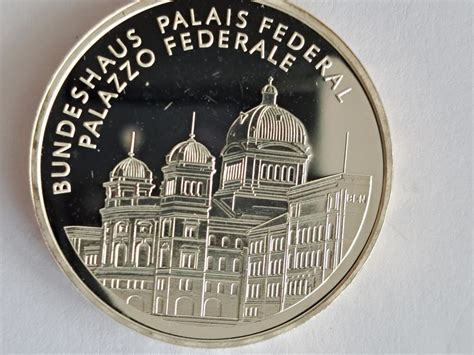 BUNDESHAUS PALAIS FEDERAL
PALAZZO FEDERALE